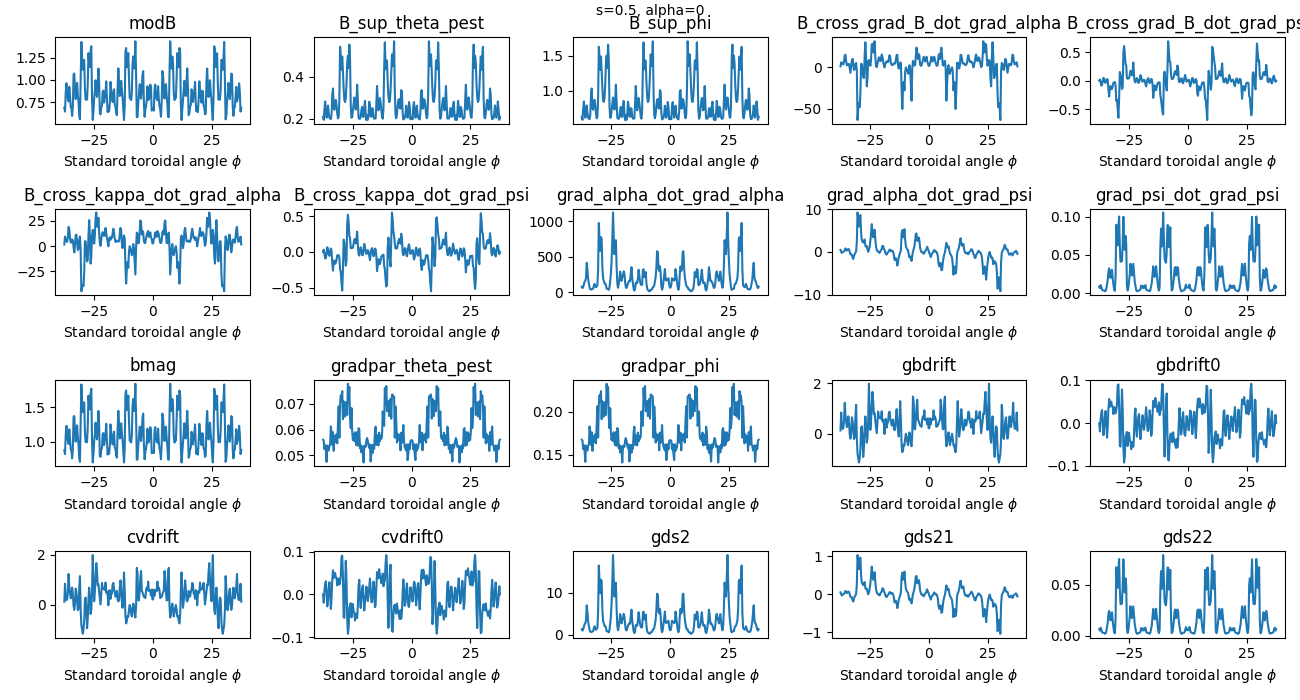 s=0.5, alpha=0
modB
B_sup_theta_pest
B_sup_phi
B_cross_grad_B_dot_grad_alpha
B_cross_grad_B_dot_grad_ps
1.25
1.00
0.75
0.4
0.2
1.5
1.0
0
−50
0.5
0.0
−0.5
−25 0 25
−25 0 25
−25 0 25
−25 0 25
−25 0 25
Standard toroidal angle ϕ
Standard toroidal angle ϕ
Standard toroidal angle ϕ
Standard toroidal angle ϕ
Standard toroidal angle ϕ
B_cross_kappa_dot_grad_alpha
B_cross_kappa_dot_grad_psi
grad_alpha_dot_grad_alpha
grad_alpha_dot_grad_psi
grad_psi_dot_grad_psi
25
0
−25
0.5
0.0
−0.5
1000
500
0
10
0
−10
0.10
0.05
0.00
−25 0 25
−25 0 25
−25 0 25
−25 0 25
−25 0 25
Standard toroidal angle ϕ
Standard toroidal angle ϕ
Standard toroidal angle ϕ
Standard toroidal angle ϕ
Standard toroidal angle ϕ
bmag
gradpar_theta_pest
gradpar_phi
gbdrift
gbdrift0
1.5
1.0
0.07
0.06
0.05
0.20
0.15
2
0
0.1
0.0
−0.1
−25 0 25
−25 0 25
−25 0 25
−25 0 25
−25 0 25
Standard toroidal angle ϕ
Standard toroidal angle ϕ
Standard toroidal angle ϕ
Standard toroidal angle ϕ
Standard toroidal angle ϕ
cvdrift
cvdrift0
gds2
gds21
gds22
2
0
0.1
0.0
−0.1
10
0
1
0
−1
0.05
0.00
−25 0 25
−25 0 25
−25 0 25
−25 0 25
−25 0 25
Standard toroidal angle ϕ
Standard toroidal angle ϕ
Standard toroidal angle ϕ
Standard toroidal angle ϕ
Standard toroidal angle ϕ